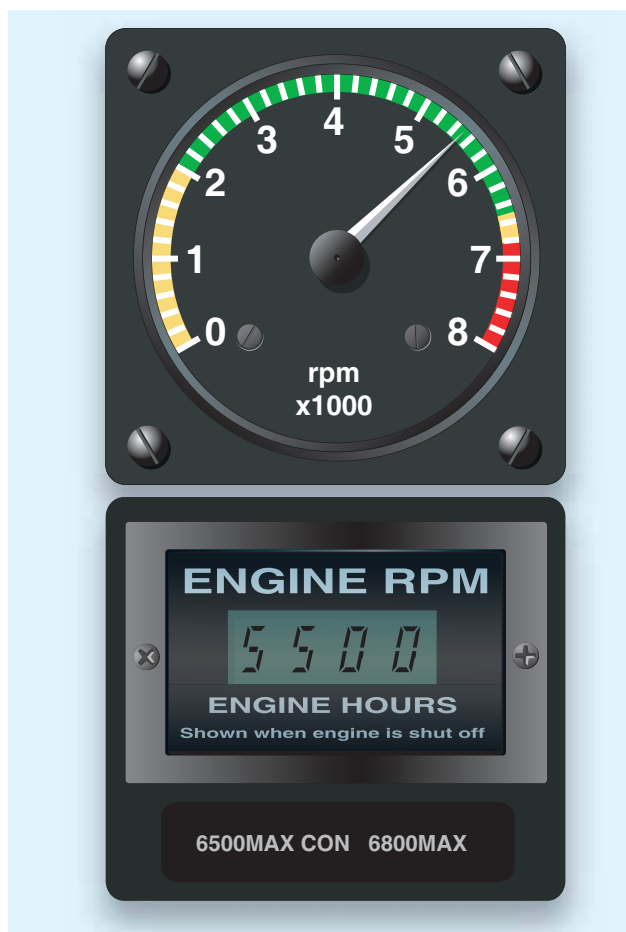 4
3
5
2
6
1
7
0
8
rpm
x1000
ENGINE RPM
5500
ENGINE HOURS
Shown when engine is shut off
6500MAX CON 6800MAX